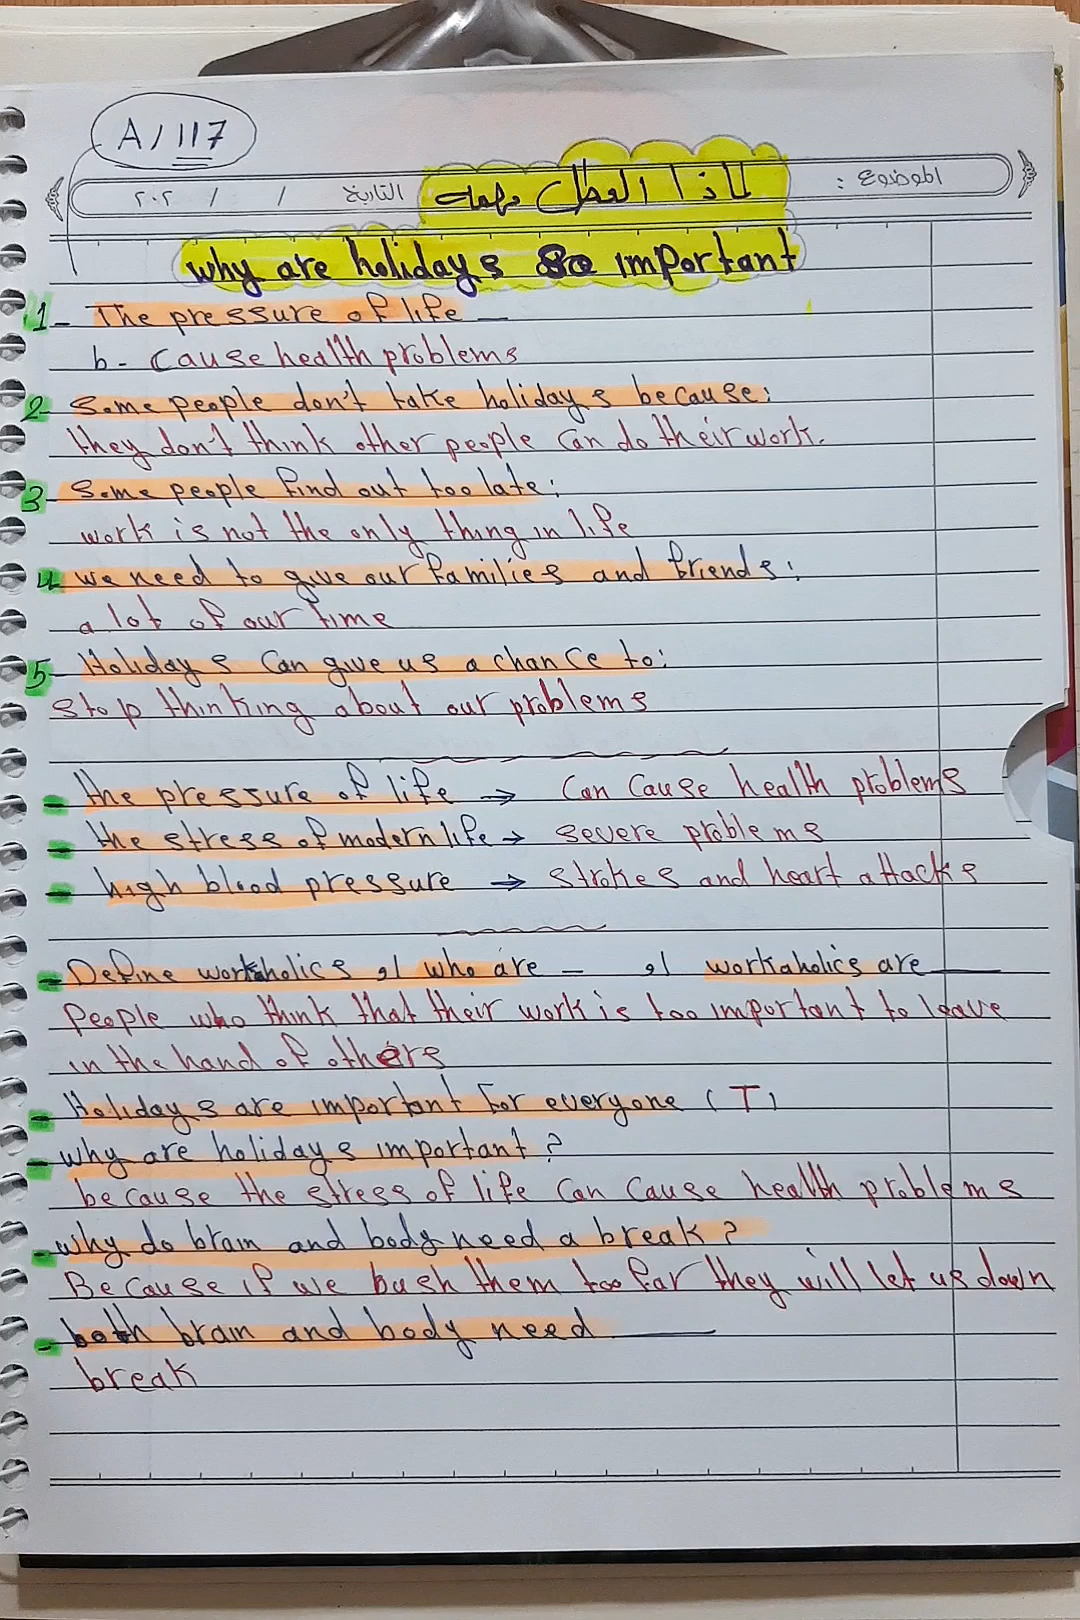 A/117
الموضوع :
لماذا العطل مهمة
التاريخ / / ٢٠٢
why are holidays so important
1- The pressure of life —
b- cause health problems
2- Some people don't take holidays because:
they don't think other people can do their work.
3- Some people find out too late:
work is not the only thing in life
4- we need to give our families and friends:
a lot of our time
5- Holidays Can give us a chance to:
stop thinking about our problems
- the pressure of life → Can Cause health problems
- the stress of modern life → severe problems
- high blood pressure → strokes and heart attacks
- Define workaholics او who are — او workaholics are —
People who think that their work is too important to leave
in the hand of others
- Holidays are important for everyone (T)
- why are holidays important?
because the stress of life Can Cause health problems
- why do brain and body need a break?
Because if we bush them too far they will let us down
- both brain and body need —
break